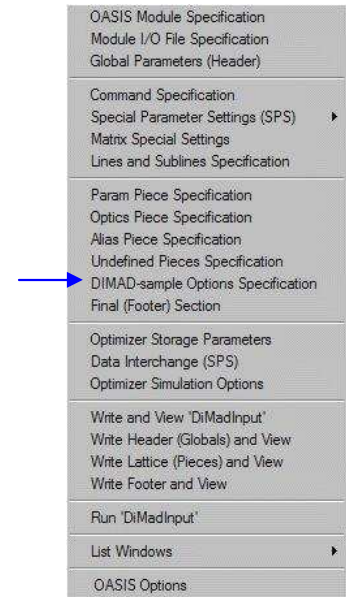 OASIS Module Specification
Module I/O File Specification
Global Parameters (Header)
Command Specification
Special Parameter Settings (SPS)
Matrix Special Settings
Lines and Sublines Specification
Param Piece Specification
Optics Piece Specification
Alias Piece Specification
Undefined Pieces Specification
DIMAD-sample Options Specification
Final (Footer) Section
Optimizer Storage Parameters
Data Interchange (SPS)
Optimizer Simulation Options
Write and View 'DiMadInput'
Write Header (Globals) and View
Write Lattice (Pieces) and View
Write Footer and View
Run 'DiMadInput'
List Windows
OASIS Options